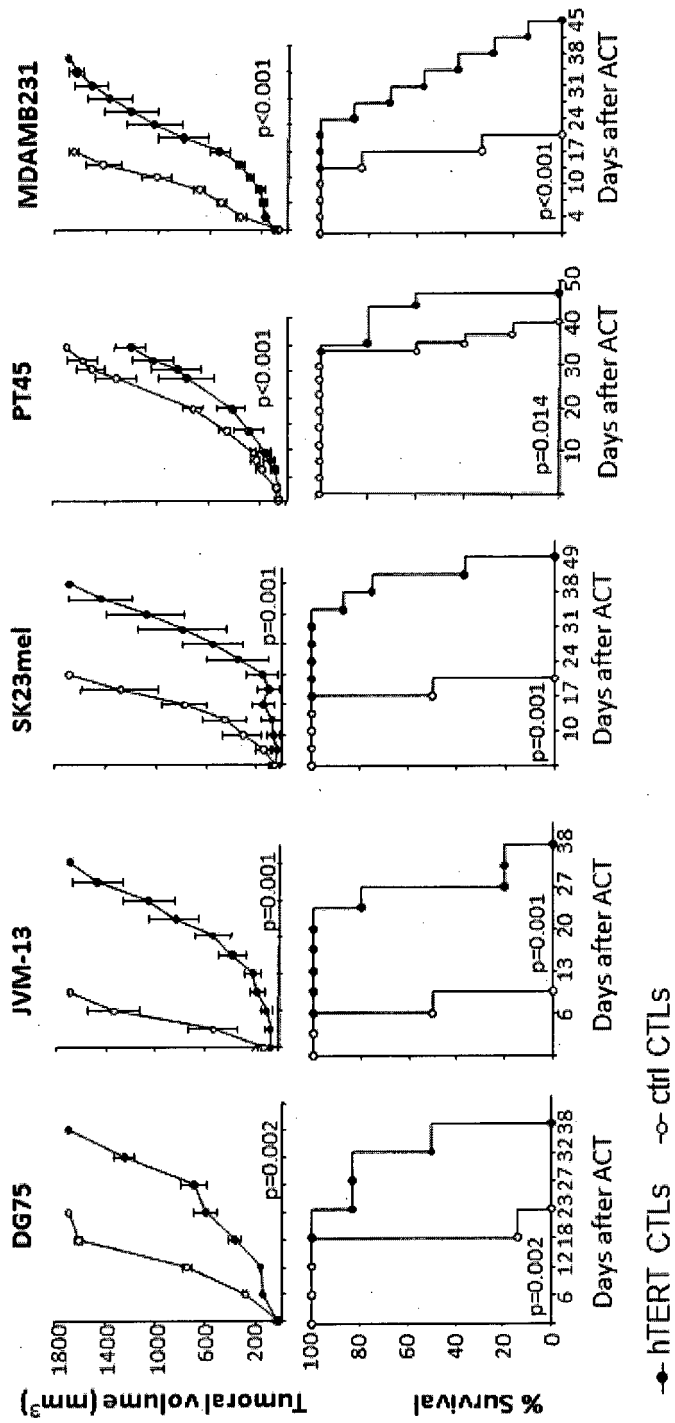 DG75
JVM-13
SK23mel
PT45
MDAMB231
Tumoral volume (mm³)
1800
1400
1000
600
200
p=0.002
p=0.001
p=0.001
p<0.001
p<0.001
% Survival
100
80
60
40
20
0
p=0.002
6 12 18 23 27 32 38
Days after ACT
p=0.001
6 13 20 27 38
Days after ACT
p=0.001
10 17 24 31 38 49
Days after ACT
p=0.014
10 20 30 40 50
Days after ACT
p<0.001
4 10 17 24 31 38 45
Days after ACT
hTERT CTLs
ctrl CTLs